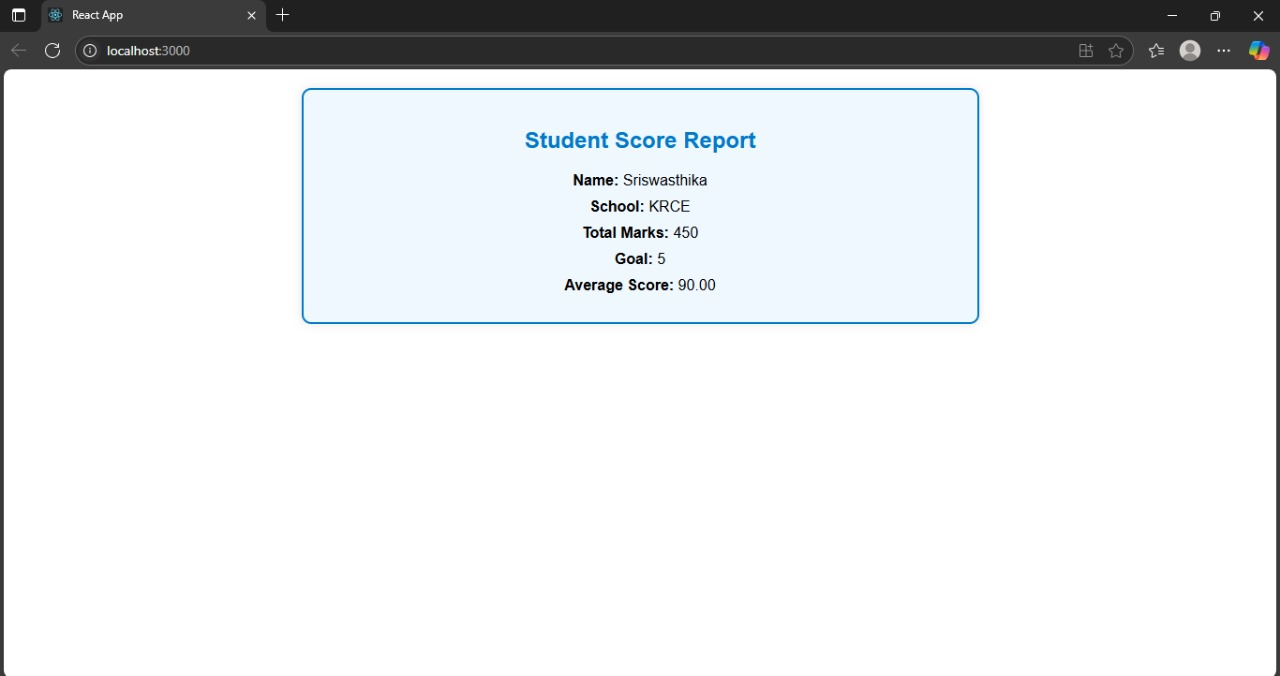 React App
localhost:3000
Student Score Report
Name: Sriswasthika
School: KRCE
Total Marks: 450
Goal: 5
Average Score: 90.00